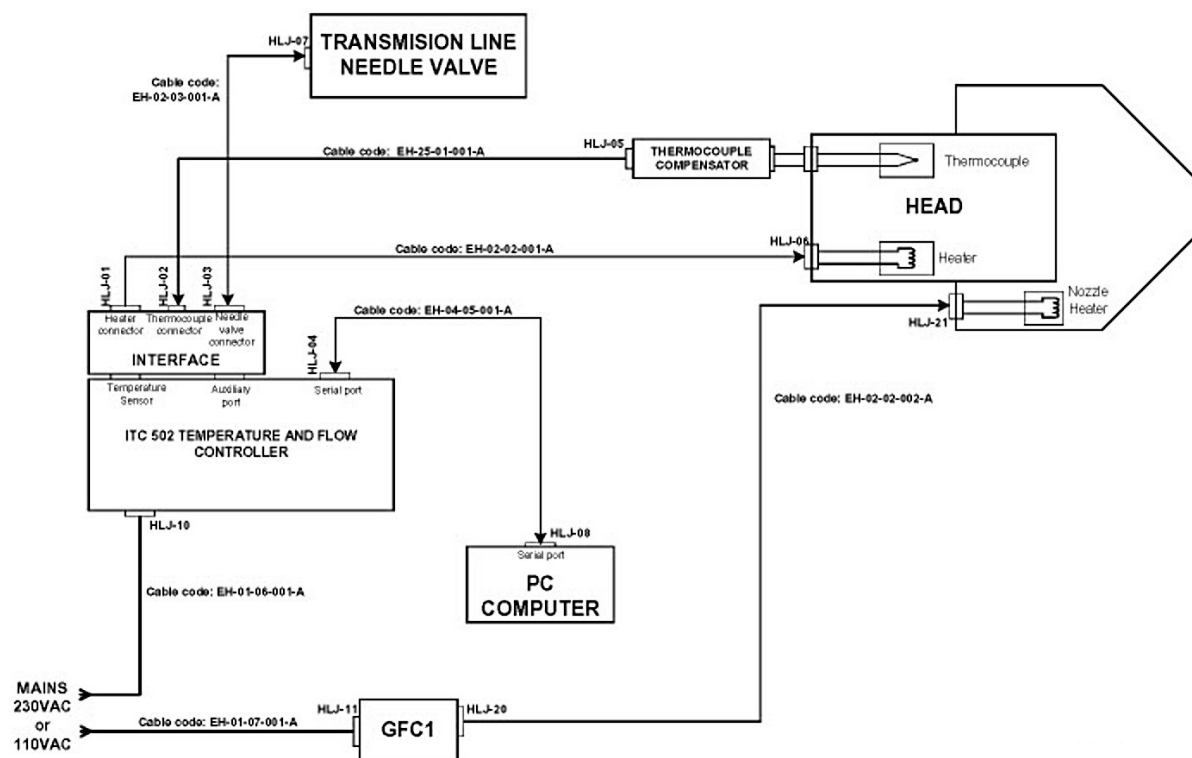 HLJ-07
TRANSMISION LINE
NEEDLE VALVE
Cable code:
EH-02-03-001-A
Cable code: EH-25-01-001-A
HLJ-05
THERMOCOUPLE
COMPENSATOR
Thermocouple
HEAD
Cable code: EH-02-02-001-A
HLJ-06
Heater
Nozzle
Heater
HLJ-21
HLJ-01
HLJ-02
HLJ-03
Heater
connector
Thermocouple
connector
Needle
valve
connector
INTERFACE
Cable code: EH-04-05-001-A
HLJ-04
Temperature
Sensor
Auxiliary
port
Serial port
ITC 502 TEMPERATURE AND FLOW
CONTROLLER
Cable code: EH-02-02-002-A
HLJ-10
HLJ-08
Serial port
PC
COMPUTER
Cable code: EH-01-06-001-A
MAINS
230VAC
or
110VAC
Cable code: EH-01-07-001-A
HLJ-11
GFC1
HLJ-20